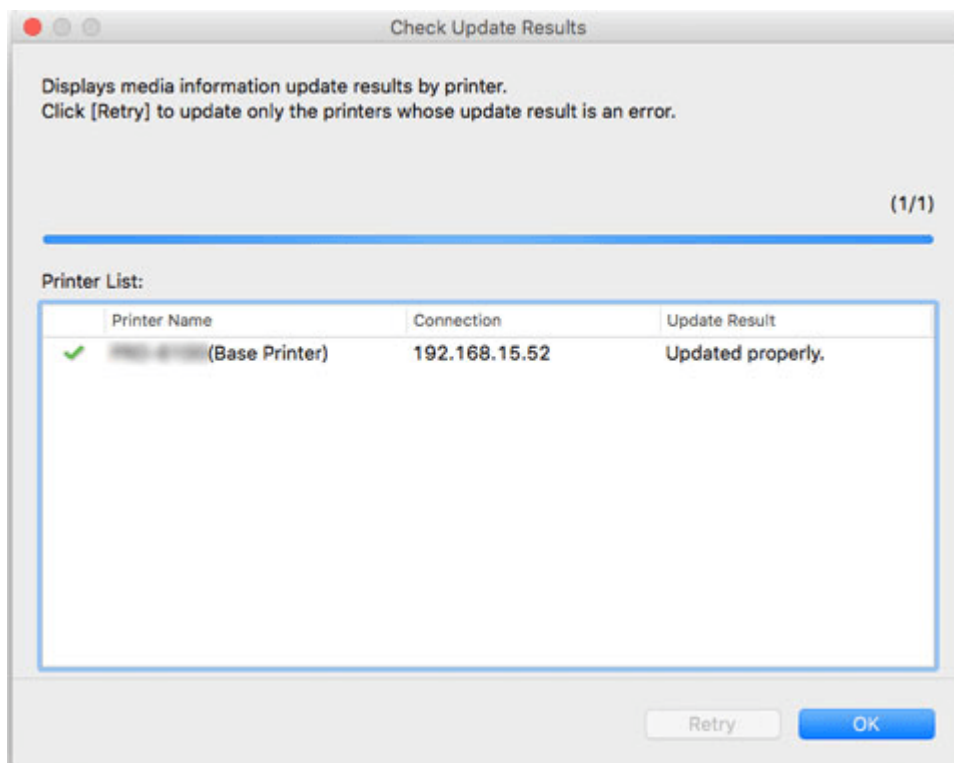 Check Update Results
Displays media information update results by printer.
Click [Retry] to update only the printers whose update result is an error.
(1/1)
Printer List:
Printer Name Connection Update Result
(Base Printer) 192.168.15.52 Updated properly.
Retry OK